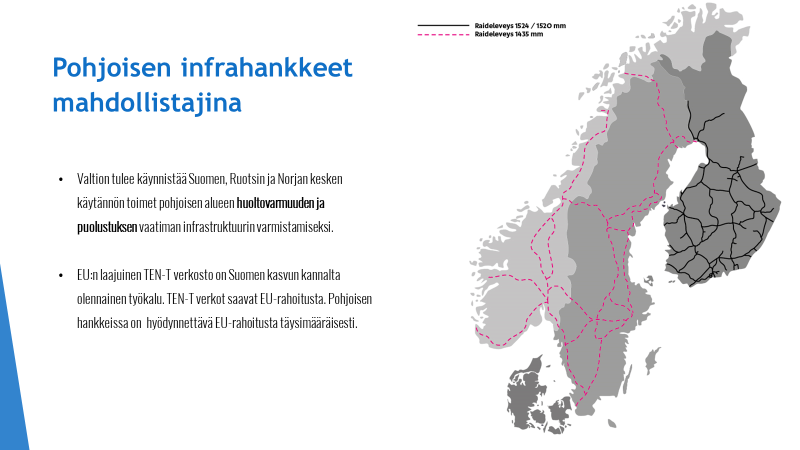 Raideleveys 1524 / 1520 mm
Raideleveys 1435 mm
Pohjoisen infrahankkeet
mahdollistajina
• Valtion tulee käynnistää Suomen, Ruotsin ja Norjan kesken
käytännön toimet pohjoisen alueen huoltovarmuuden ja
puolustuksen vaatiman infrastruktuurin varmistamiseksi.
• EU:n laajuinen TEN-T verkosto on Suomen kasvun kannalta
olennainen työkalu. TEN-T verkot saavat EU-rahoitusta. Pohjoisen
hankkeissa on hyödynnettävä EU-rahoitusta täysimääräisesti.